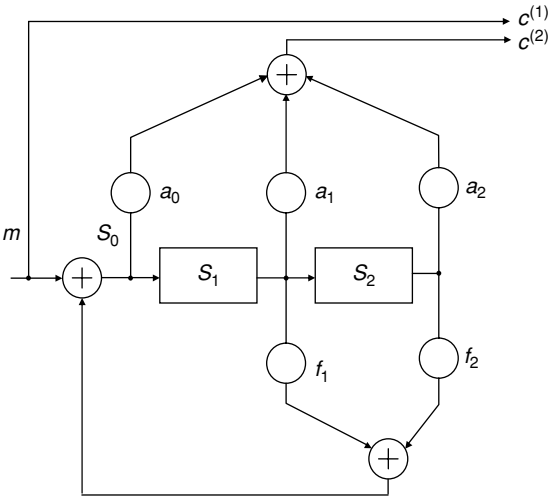 c⁽¹⁾
c⁽²⁾
+
a₀
a₁
a₂
m
S₀
+
S₁
S₂
f₁
f₂
+